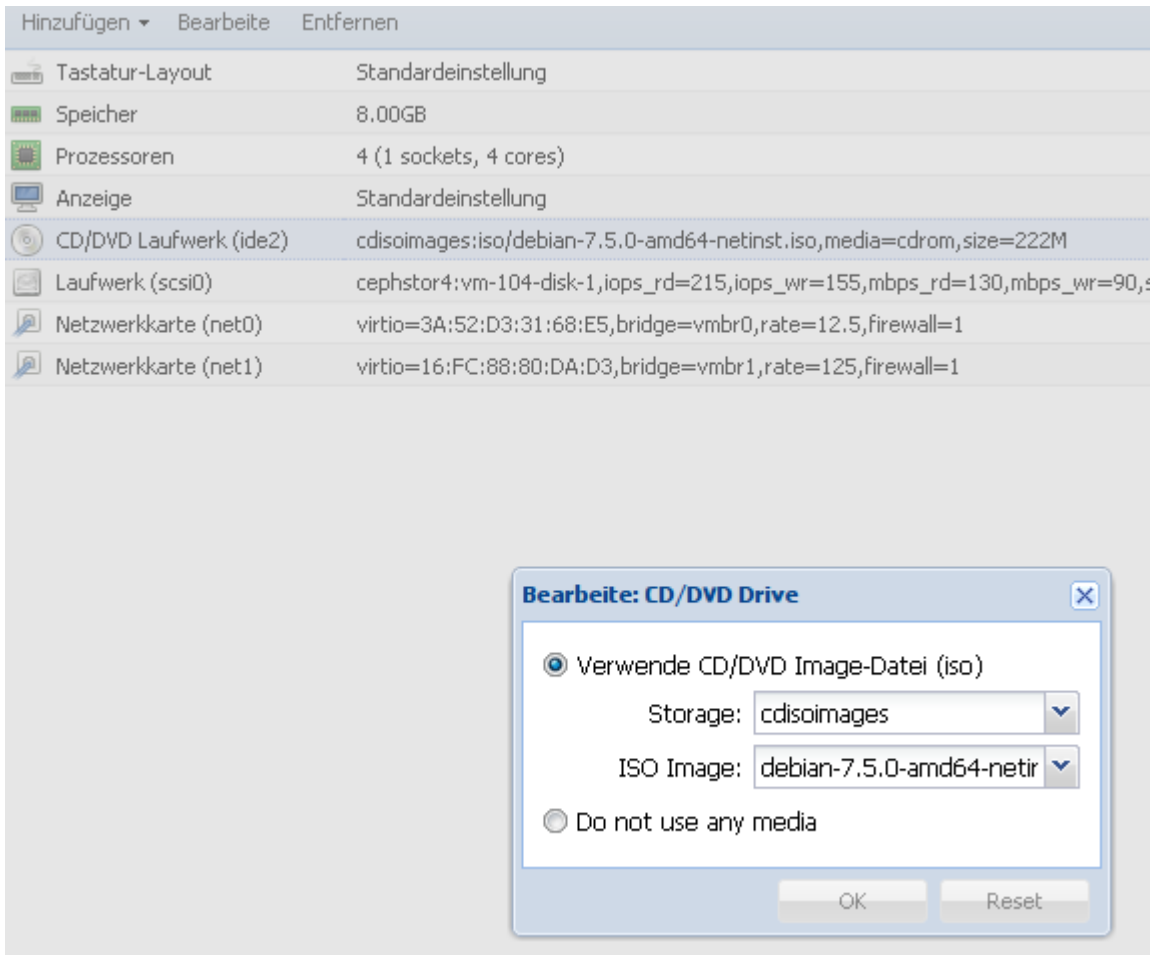 Hinzufügen Bearbeite Entfernen
Tastatur-Layout Standardeinstellung
Speicher 8.00GB
Prozessoren 4 (1 sockets, 4 cores)
Anzeige Standardeinstellung
CD/DVD Laufwerk (ide2) cdisoimages:iso/debian-7.5.0-amd64-netinst.iso,media=cdrom,size=222M
Laufwerk (scsi0) cephstor4:vm-104-disk-1,iops_rd=215,iops_wr=155,mbps_rd=130,mbps_wr=90,s
Netzwerkkarte (net0) virtio=3A:52:D3:31:68:E5,bridge=vmbr0,rate=12.5,firewall=1
Netzwerkkarte (net1) virtio=16:FC:88:80:DA:D3,bridge=vmbr1,rate=125,firewall=1
Bearbeite: CD/DVD Drive
Verwende CD/DVD Image-Datei (iso)
Storage: cdisoimages
ISO Image: debian-7.5.0-amd64-netir
Do not use any media
OK Reset